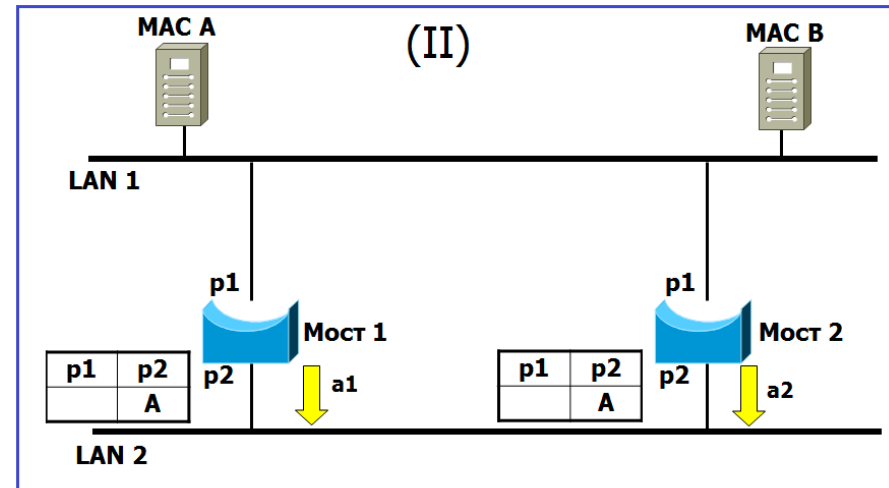 MAC A
(II)
MAC B
LAN 1
p1
p1
Мост 1
Мост 2
p1 p2
A
p2
a1
p1 p2
A
p2
a2
LAN 2